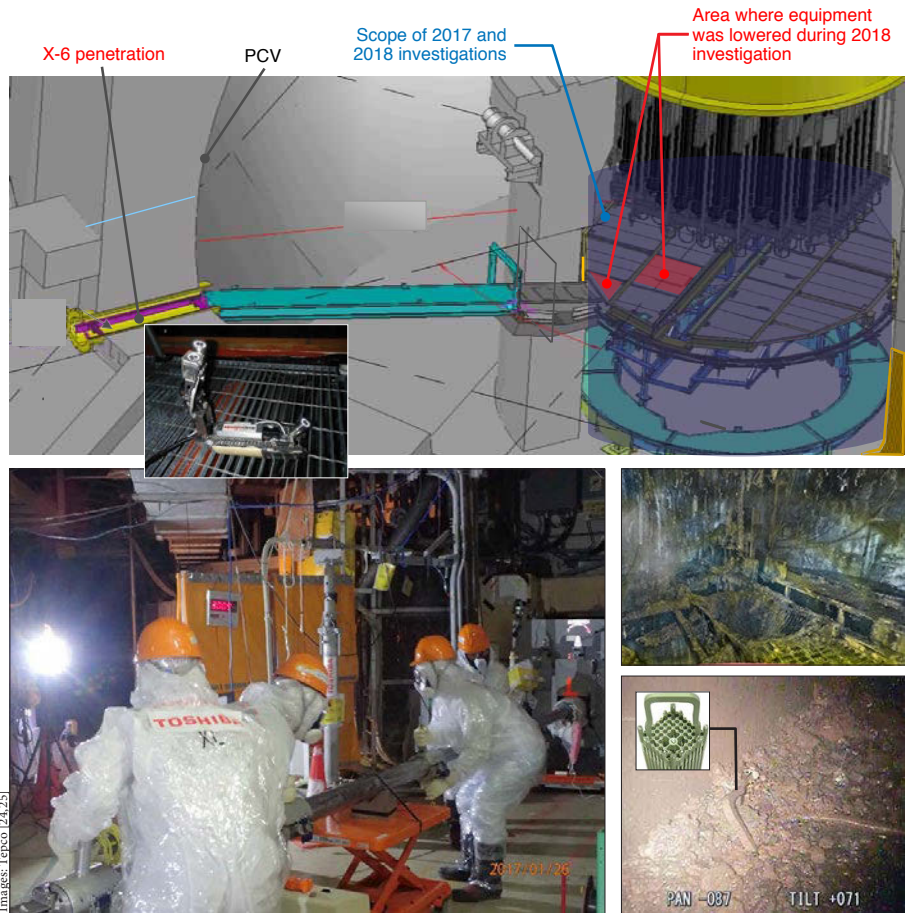 X-6 penetration
PCV
Scope of 2017 and
2018 investigations
Area where equipment
was lowered during 2018
investigation
TOSHIBA
2017/01/26
PAN -087
TILT +071
Images: Tepco [24,25]